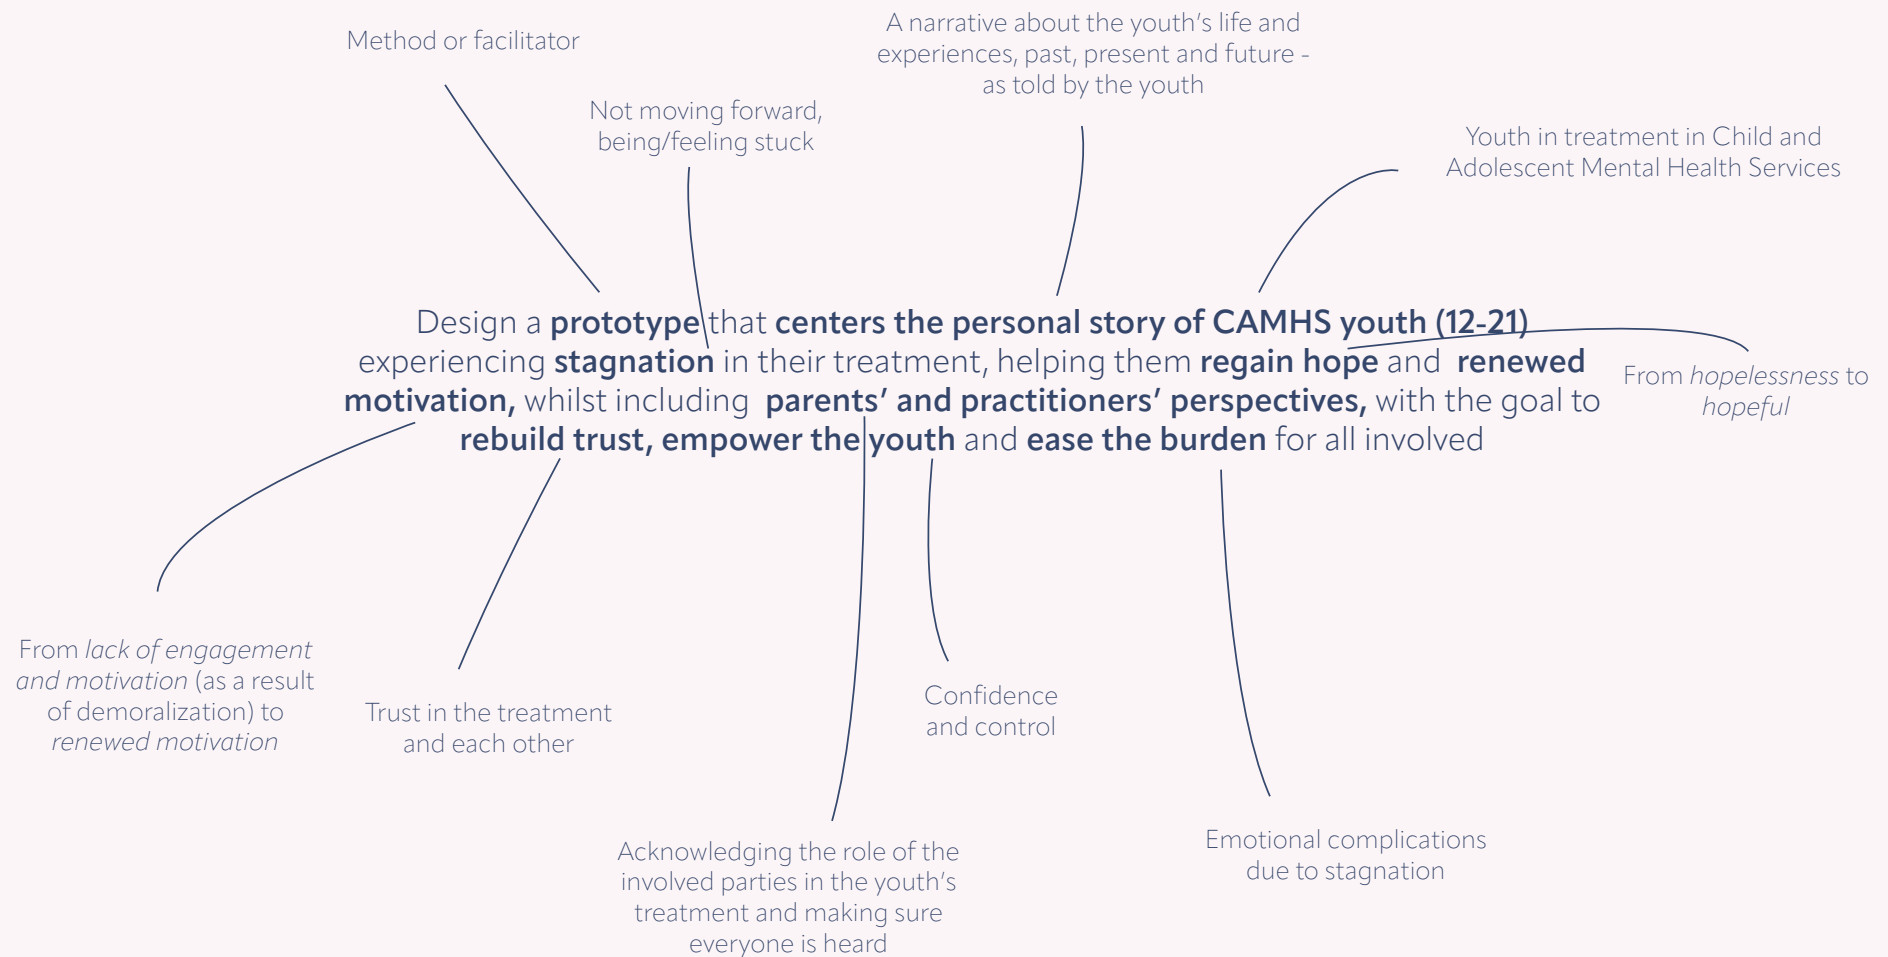 Method or facilitator
A narrative about the youth’s life and
experiences, past, present and future -
as told by the youth
Not moving forward,
being/feeling stuck
Youth in treatment in Child and
Adolescent Mental Health Services
Design a prototype that centers the personal story of CAMHS youth (12-21)
experiencing stagnation in their treatment, helping them regain hope and renewed
motivation, whilst including parents’ and practitioners’ perspectives, with the goal to
rebuild trust, empower the youth and ease the burden for all involved
From hopelessness to
hopeful
From lack of engagement
and motivation (as a result
of demoralization) to
renewed motivation
Trust in the treatment
and each other
Confidence
and control
Acknowledging the role of the
involved parties in the youth’s
treatment and making sure
everyone is heard
Emotional complications
due to stagnation